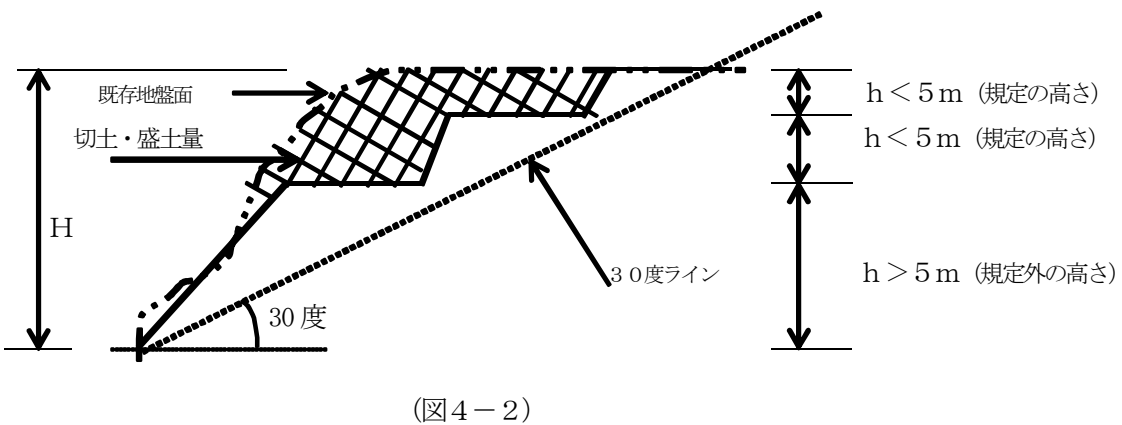 既存地盤面
切土・盛土量
H
30度
30度ライン
h<5m(規定の高さ)
h<5m(規定の高さ)
h>5m(規定外の高さ)
(図4-2)